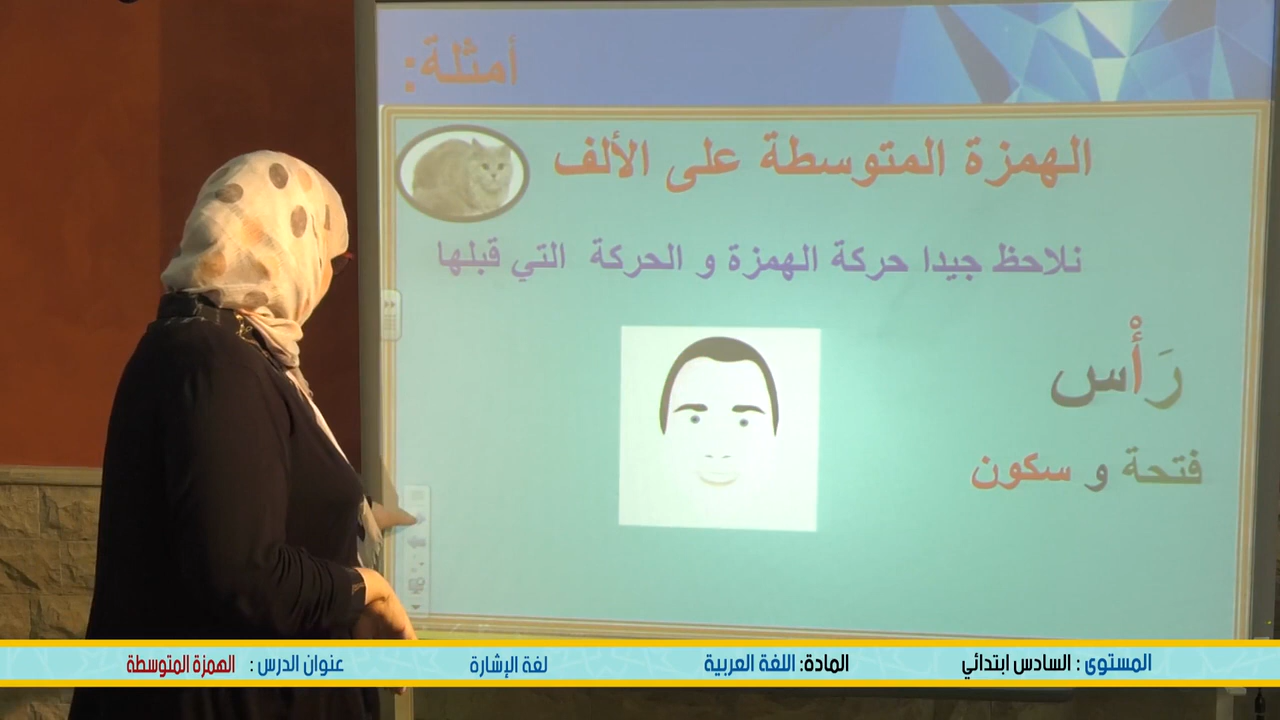 أمثلة:
الهمزة المتوسطة على الألف
نلاحظ جيدا حركة الهمزة و الحركة التي قبلها
رَأْس
فتحة و سكون
المستوى : السادس ابتدائي المادة: اللغة العربية لغة الإشارة عنوان الدرس : الهمزة المتوسطة